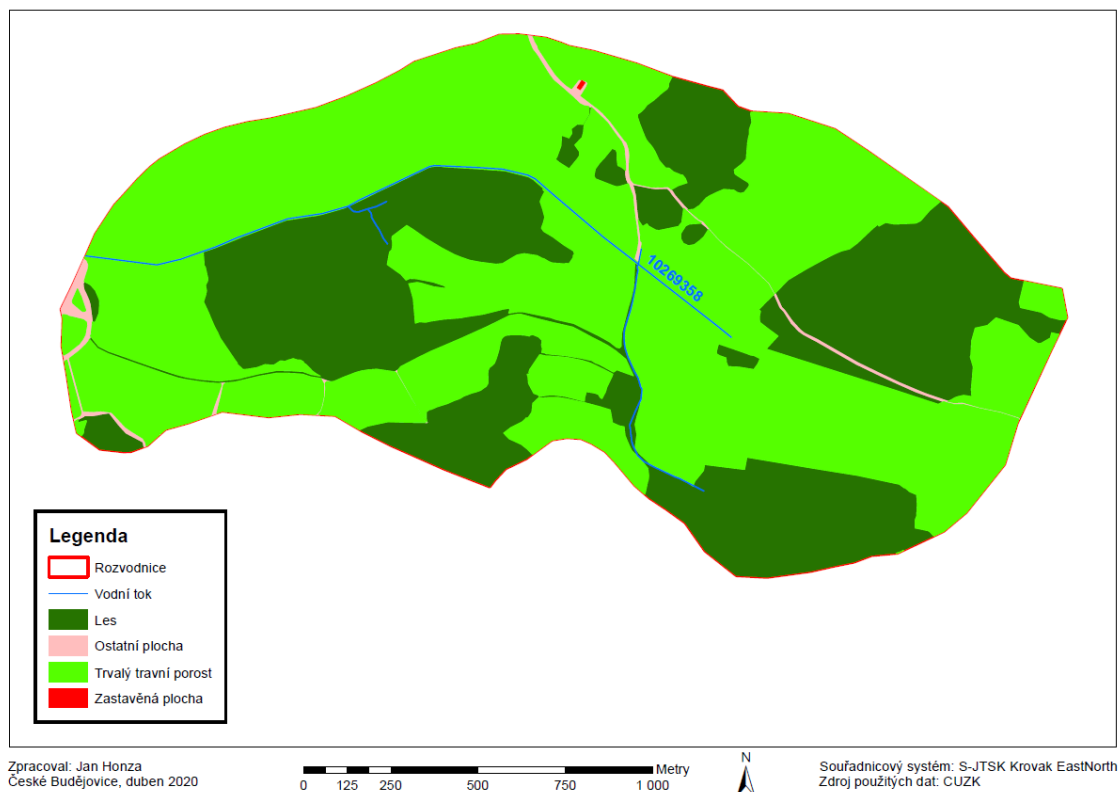 10269358
Legenda
Rozvodnice
Vodní tok
Les
Ostatní plocha
Trvalý travní porost
Zastavěná plocha
Zpracoval: Jan Honza
České Budějovice, duben 2020
Metry
0 125 250 500 750 1 000
N
Souřadnicový systém: S-JTSK Krovak EastNorth
Zdroj použitých dat: CUZK